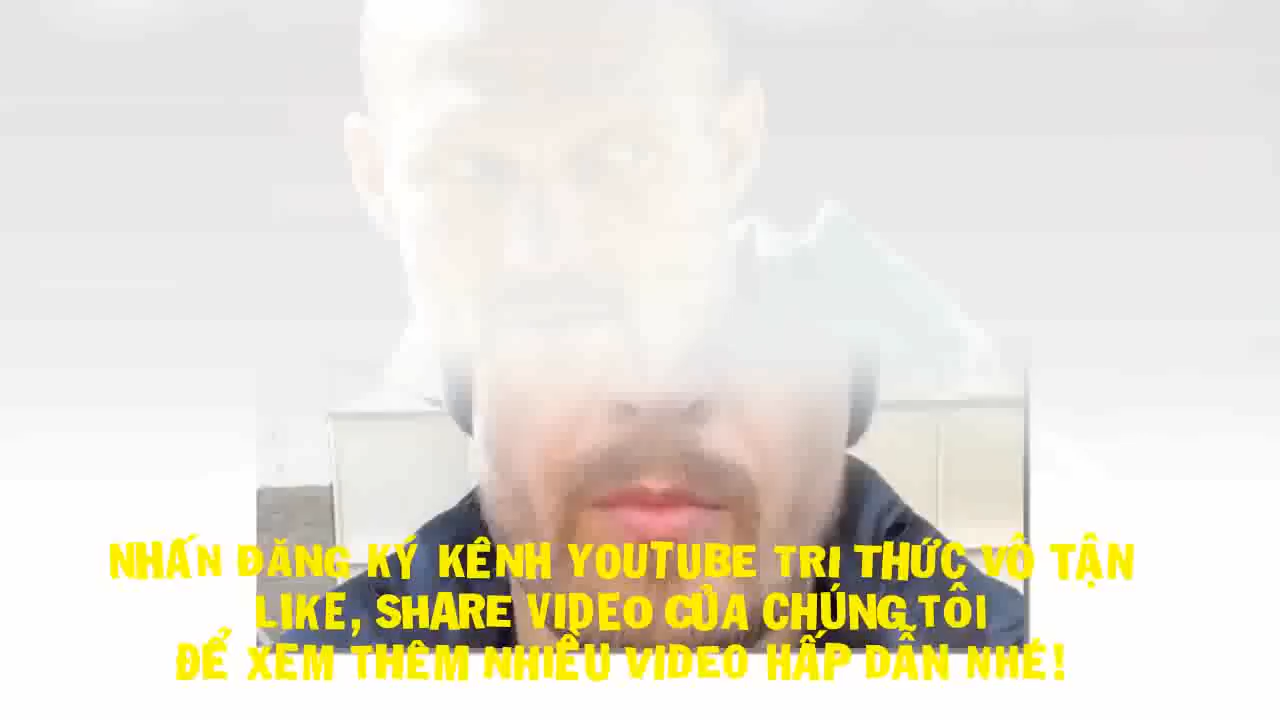 NHẤN ĐĂNG KÝ KÊNH YOUTUBE TRI THỨC VÔ TẬN
LIKE, SHARE VIDEO CỦA CHÚNG TÔI
ĐỂ XEM THÊM NHIỀU VIDEO HẤP DẪN NHÉ!